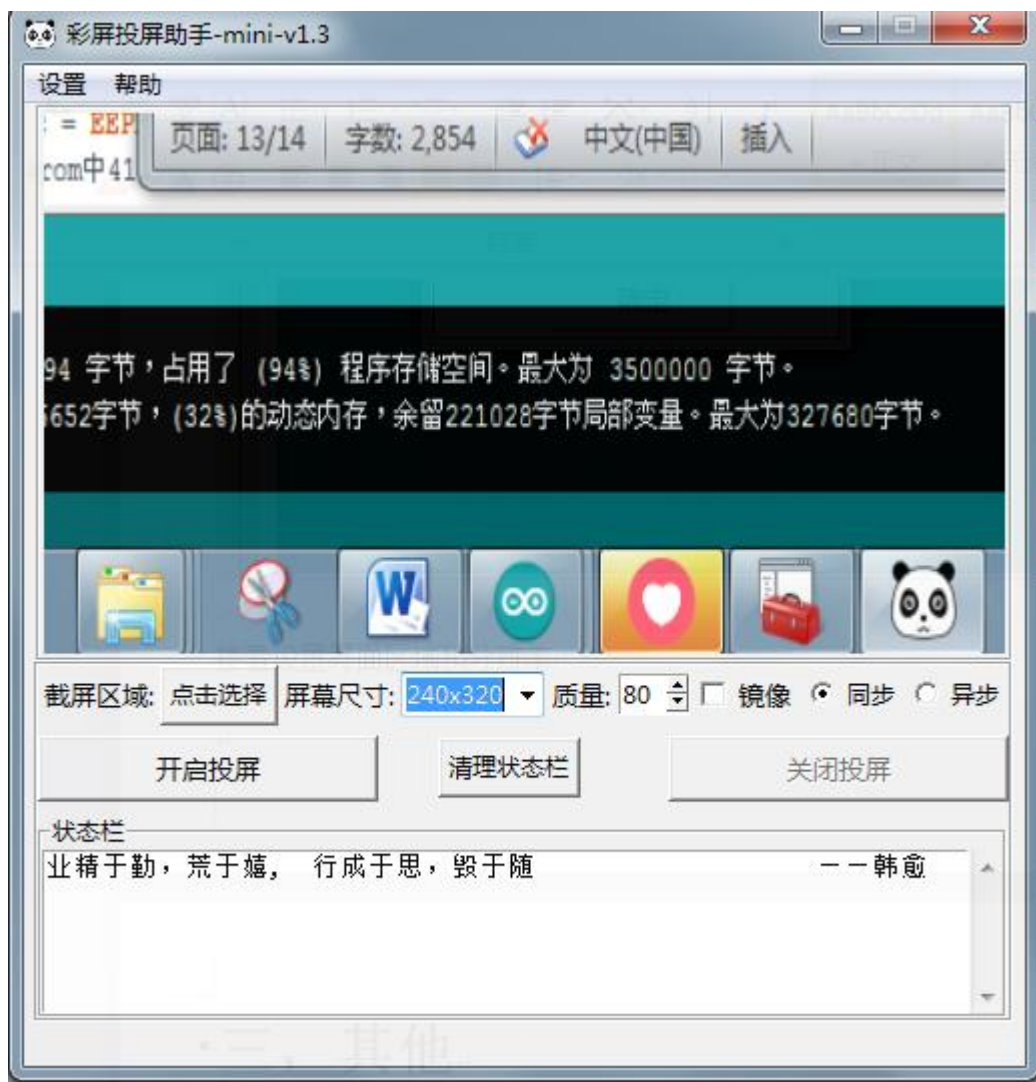 彩屏投屏助手-mini-v1.3
设置 帮助
: = EEP
页面: 13/14 字数: 2,854 中文(中国) 插入
com中41
94 字节，占用了 (94%) 程序存储空间。最大为 3500000 字节。
6652字节，(32%)的动态内存，余留221028字节局部变量。最大为327680字节。
截屏区域: 点击选择 屏幕尺寸: 240x320 质量: 80 镜像 同步 异步
开启投屏 清理状态栏 关闭投屏
状态栏
业精于勤，荒于嬉, 行成于思，毁于随 －－韩愈
三，其他。